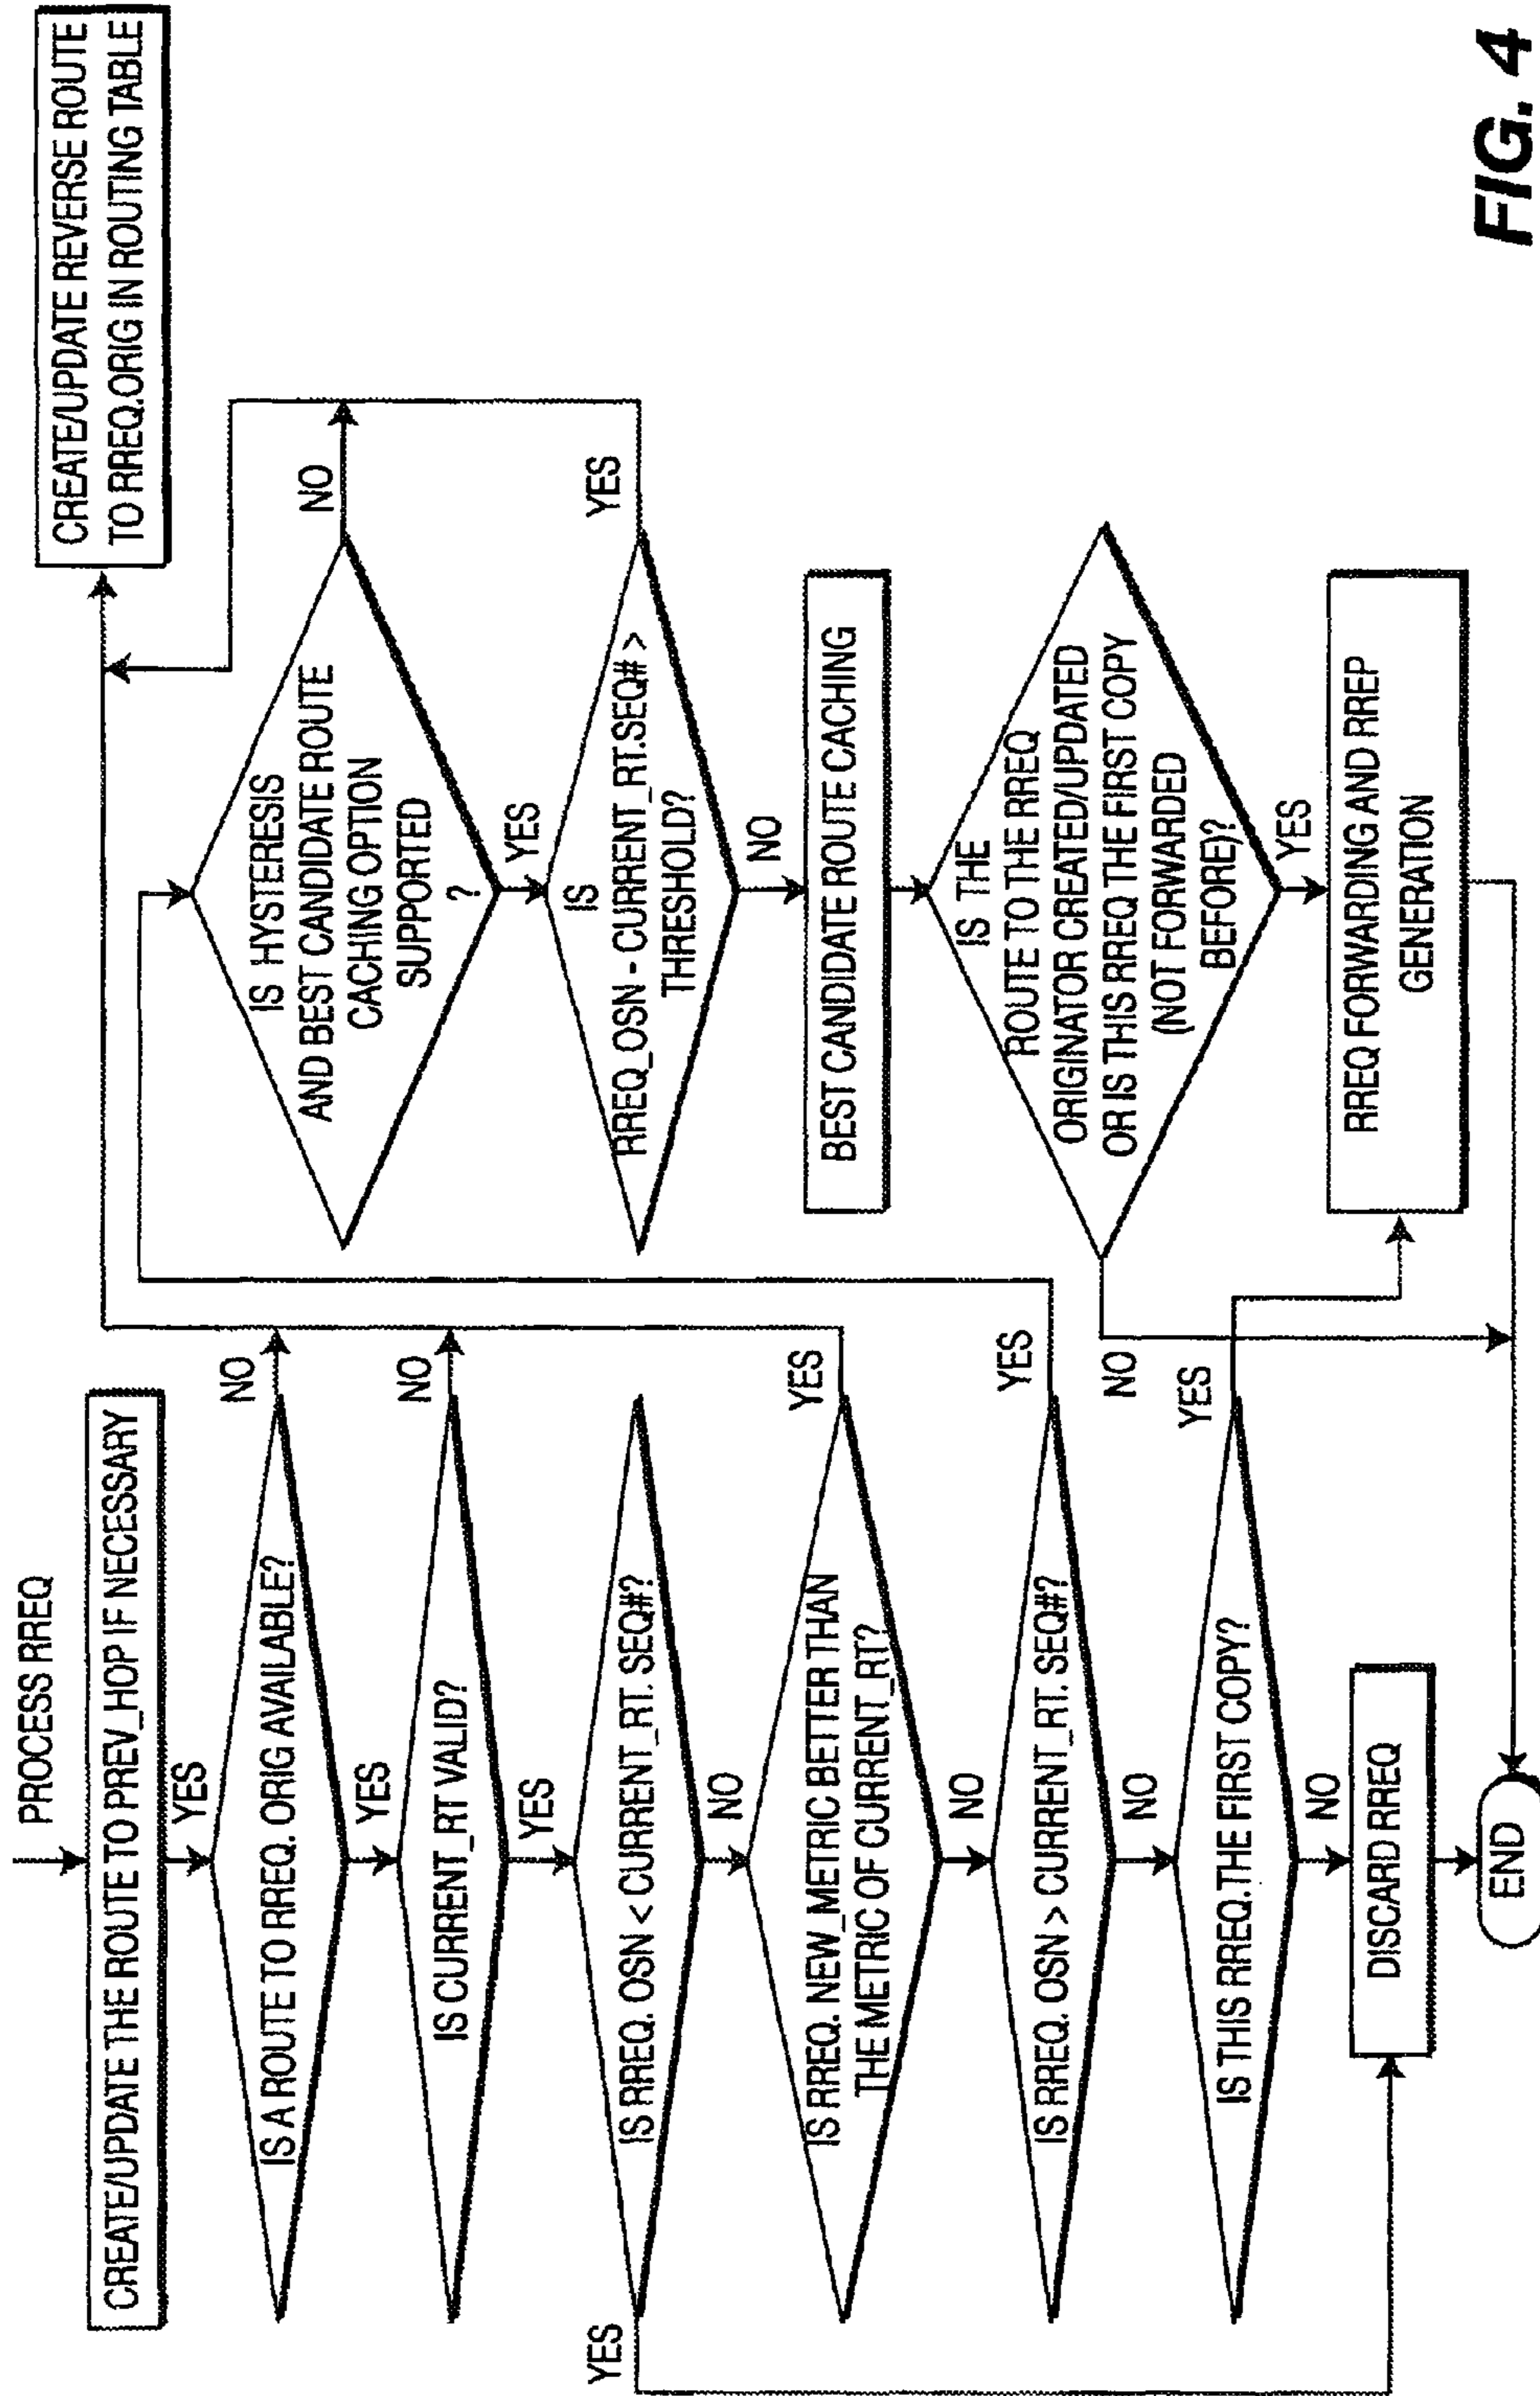 PROCESS RREQ
CREATE/UPDATE THE ROUTE TO PREV_HOP IF NECESSARY
YES
IS A ROUTE TO RREQ. ORIG AVAILABLE?
NO
YES
IS CURRENT_RT VALID?
NO
YES
IS RREQ. OSN < CURRENT_RT. SEQ#?
YES
NO
IS RREQ. NEW_METRIC BETTER THAN
THE METRIC OF CURRENT_RT?
YES
NO
IS RREQ. OSN > CURRENT_RT. SEQ#?
YES
NO
IS THIS RREQ.THE FIRST COPY?
YES
NO
DISCARD RREQ
END
CREATE/UPDATE REVERSE ROUTE
TO RREQ.ORIG IN ROUTING TABLE
IS HYSTERESIS
AND BEST CANDIDATE ROUTE
CACHING OPTION
SUPPORTED
?
NO
YES
IS
RREQ_OSN - CURRENT_RT.SEQ# >
THRESHOLD?
YES
NO
BEST CANDIDATE ROUTE CACHING
IS THE
ROUTE TO THE RREQ
ORIGINATOR CREATED/UPDATED
OR IS THIS RREQ THE FIRST COPY
(NOT FORWARDED
BEFORE)?
NO
YES
RREQ FORWARDING AND RREP
GENERATION
FIG. 4